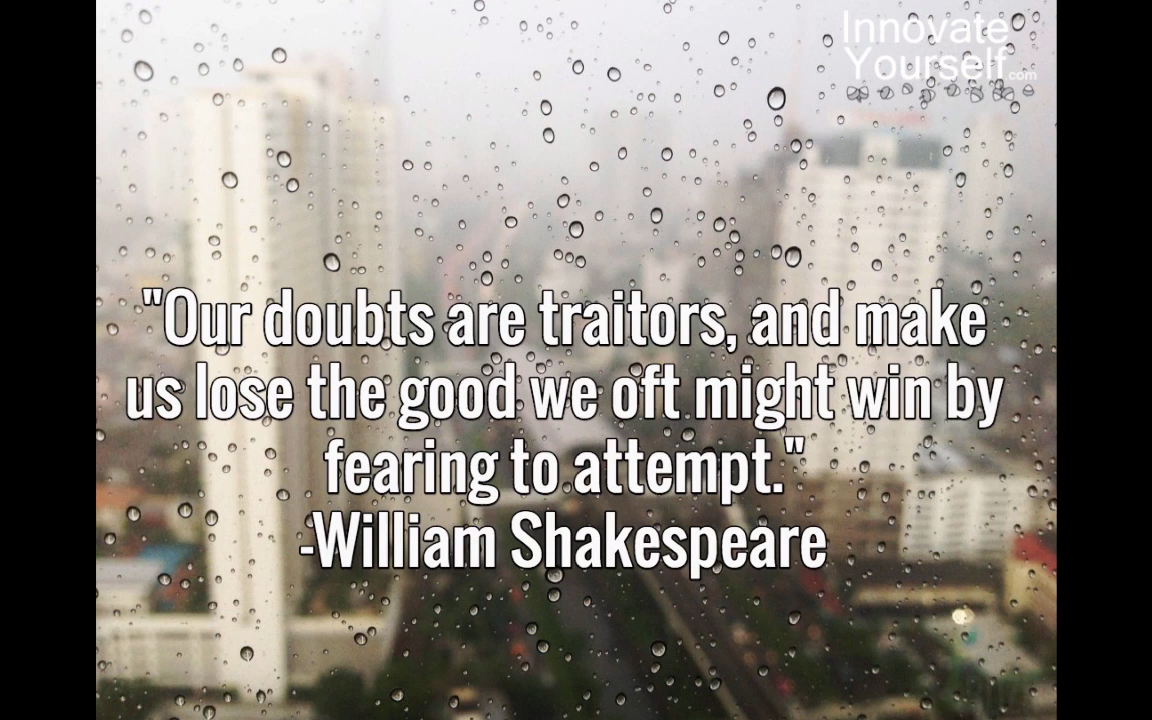 Innovate
Yourself.com
"Our doubts are traitors, and make
us lose the good we oft might win by
fearing to attempt."
-William Shakespeare